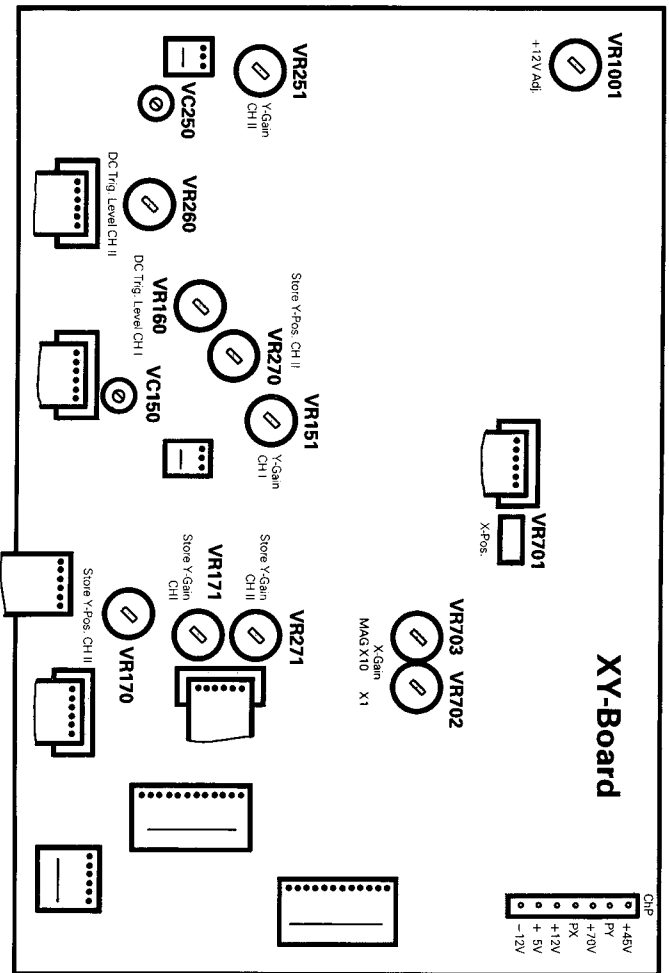 VR1001
+12V Adj.
VR251
Y-Gain
CH II
VC250
VR260
DC Trig. Level CH II
VR160
DC Trig. Level CH I
Store Y-Pos. CH II
VR270
VR151
Y-Gain
CH I
VC150
VR701
X-Pos.
VR703
X-Gain
MAG X10
VR702
X1
XY-Board
Store Y-Gain
CHI
VR171
Store Y-Gain
CH II
VR271
Store Y-Pos. CH II
VR170
ChP
+45V
PY
+70V
PX
+12V
+ 5V
−12V